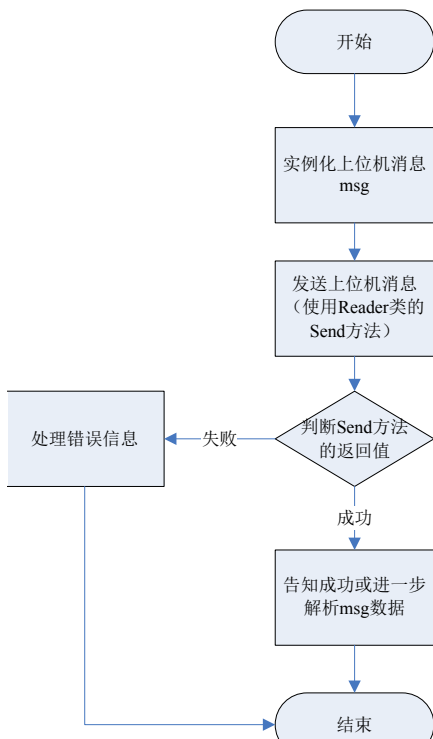 开始
实例化上位机消息
msg
发送上位机消息
（使用Reader类的
Send方法）
判断Send方法
的返回值
失败
处理错误信息
成功
告知成功或进一步
解析msg数据
结束